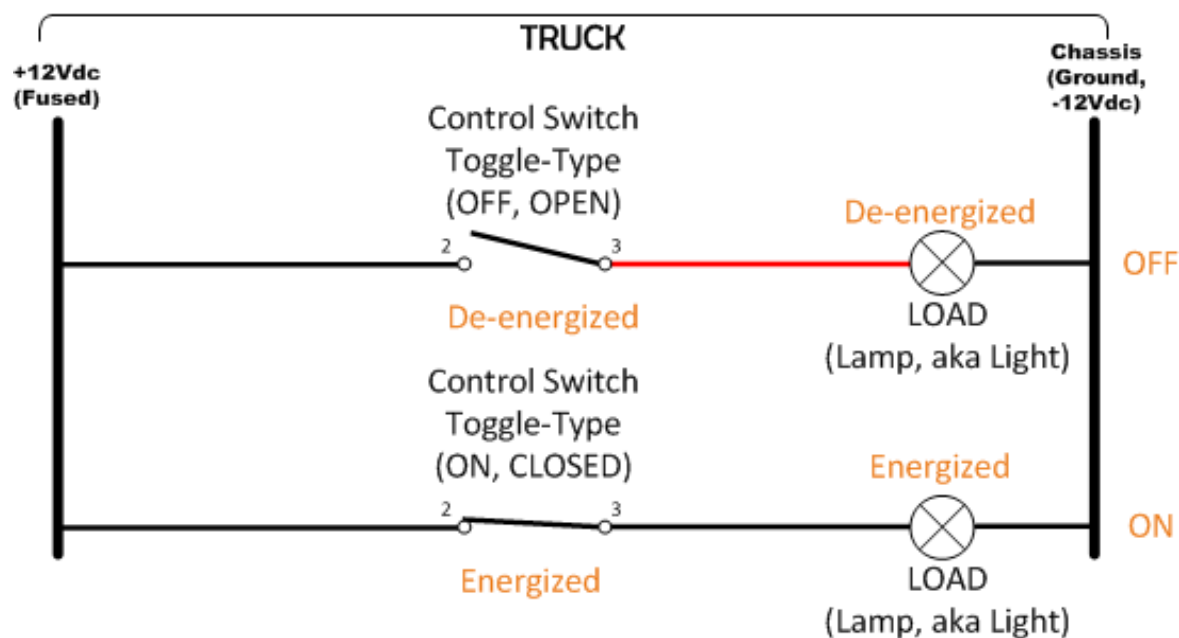 TRUCK
+12Vdc
(Fused)
Chassis
(Ground,
-12Vdc)
Control Switch
Toggle-Type
(OFF, OPEN)
De-energized
2
3
OFF
De-energized
LOAD
(Lamp, aka Light)
Control Switch
Toggle-Type
(ON, CLOSED)
Energized
2
3
ON
Energized
LOAD
(Lamp, aka Light)